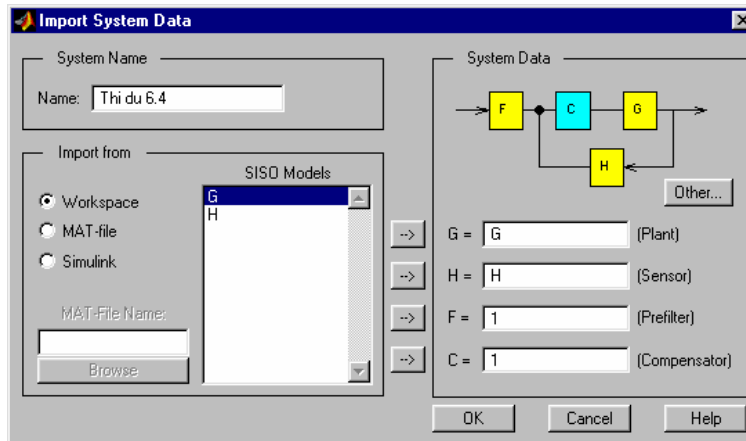 Import System Data
System Name
Name: Thi du 6.4
Import from
Workspace
MAT-file
Simulink
MAT-File Name:
Browse
SISO Models
G
H
System Data
F
C
G
H
Other...
--> G = G (Plant)
--> H = H (Sensor)
--> F = 1 (Prefilter)
--> C = 1 (Compensator)
OK Cancel Help